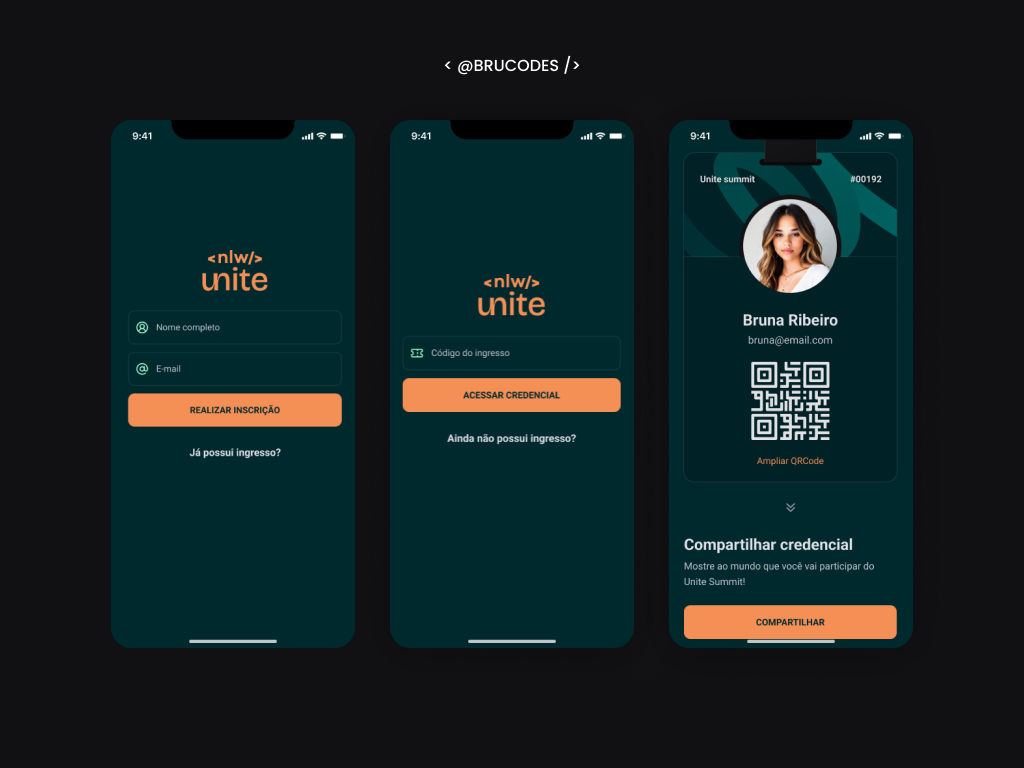 < @BRUCODES />
9:41
<nlw/>
unite
Nome completo
E-mail
REALIZAR INSCRIÇÃO
Já possui ingresso?
9:41
<nlw/>
unite
Código do ingresso
ACESSAR CREDENCIAL
Ainda não possui ingresso?
9:41
Unite summit
#00192
Bruna Ribeiro
bruna@email.com
Ampliar QRCode
Compartilhar credencial
Mostre ao mundo que você vai participar do
Unite Summit!
COMPARTILHAR